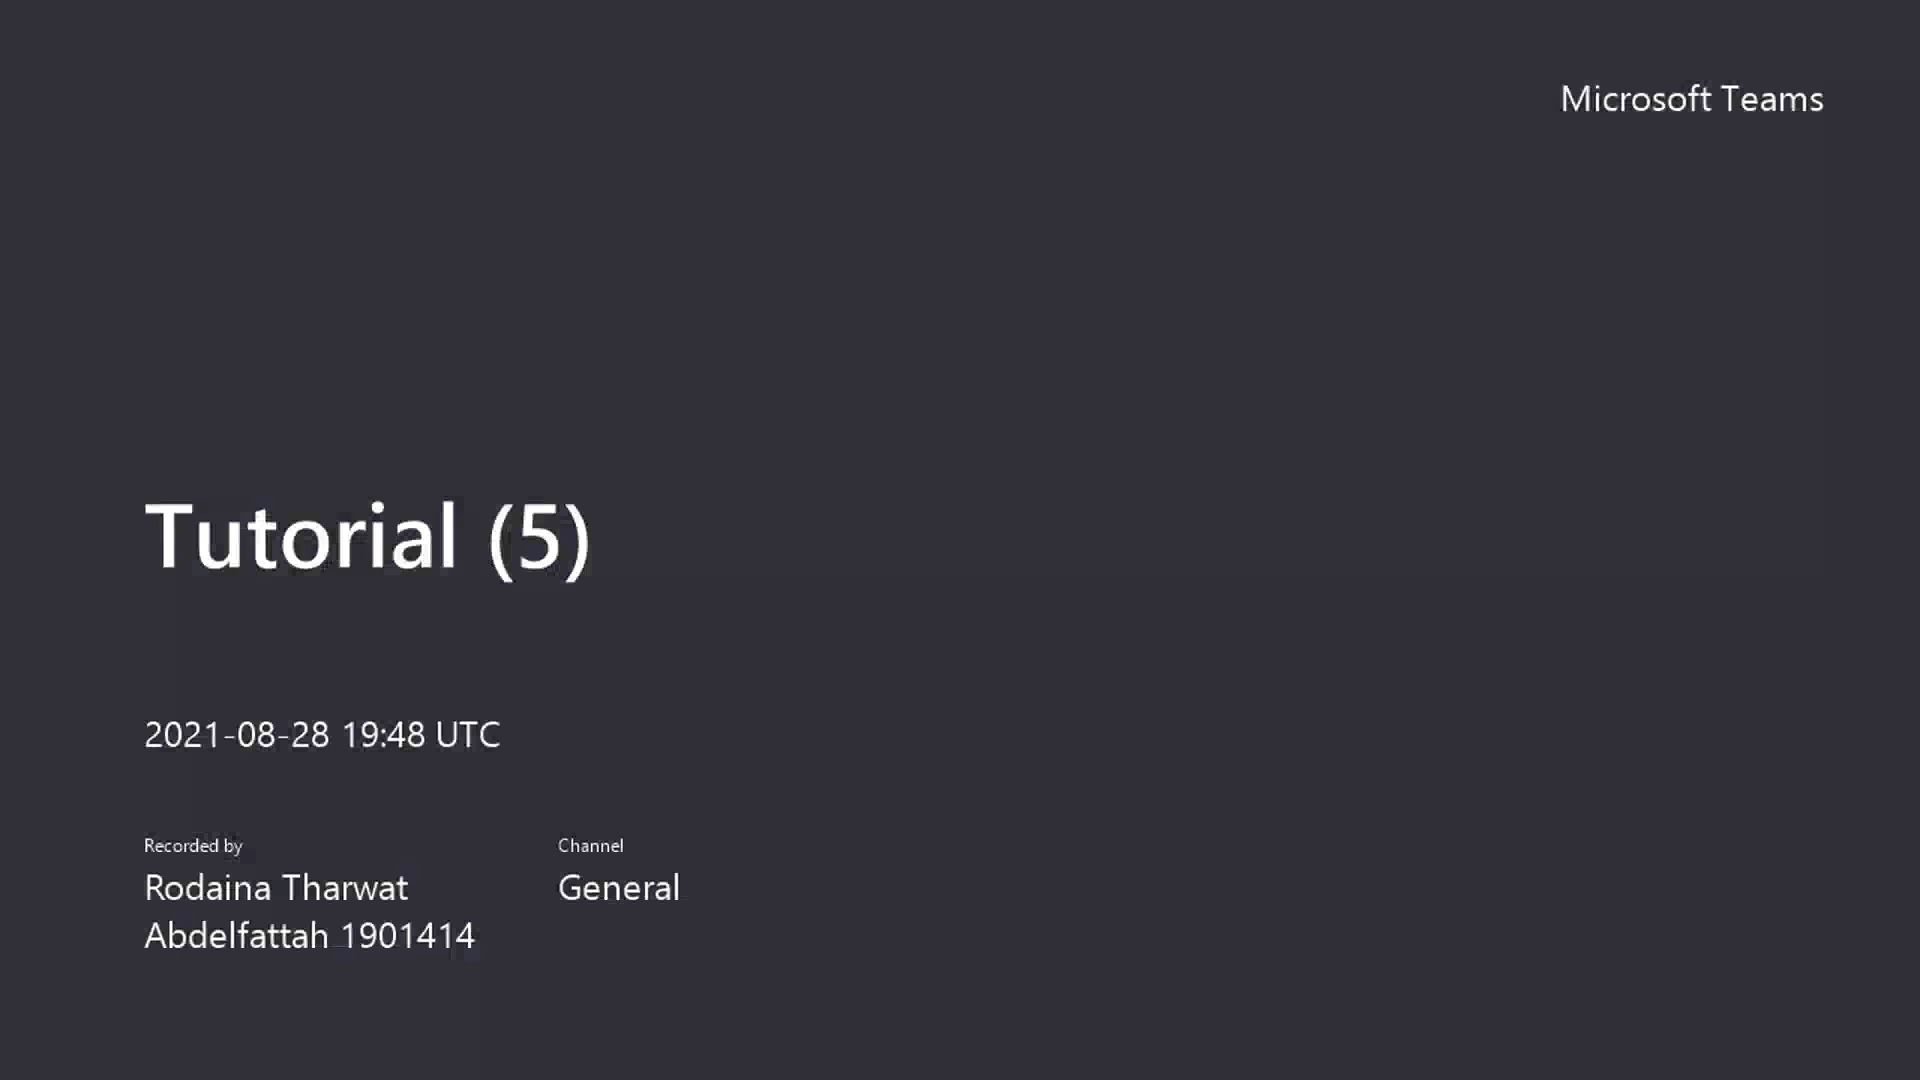 Microsoft Teams
Tutorial (5)
2021-08-28 19:48 UTC
Recorded by
Rodaina Tharwat
Abdelfattah 1901414
Channel
General